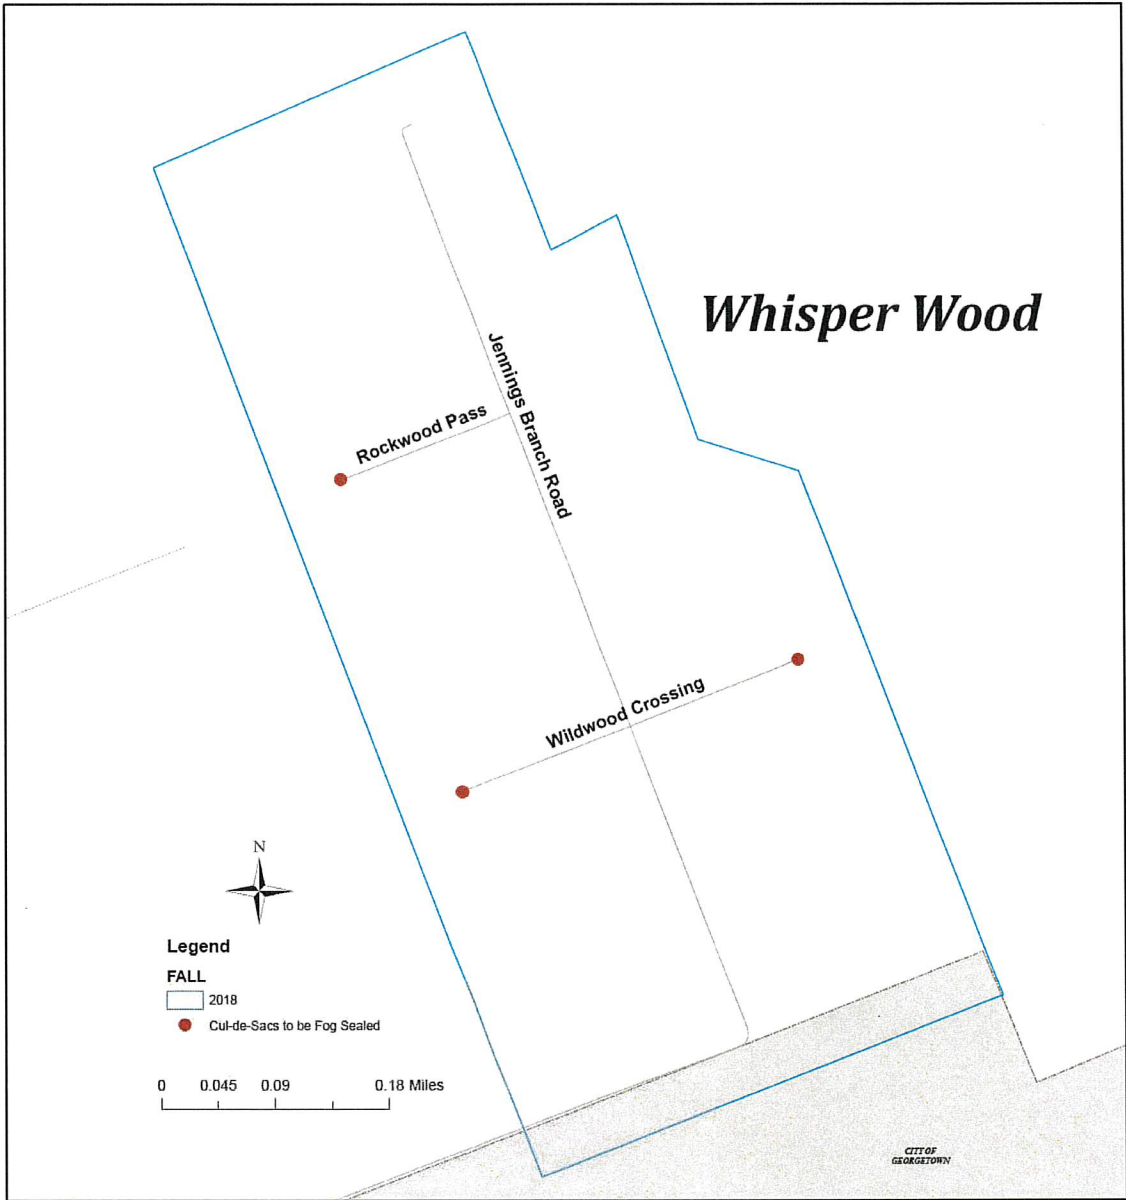 Whisper Wood
Jennings Branch Road
Rockwood Pass
Wildwood Crossing
N
Legend
FALL
2018
Cul-de-Sacs to be Fog Sealed
0 0.045 0.09 0.18 Miles
CITY OF
GEORGETOWN